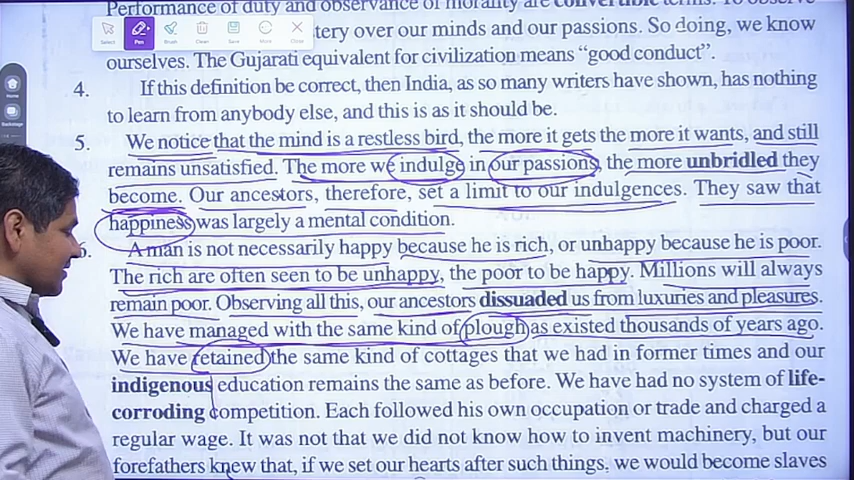 Performance of duty and observance of morality are convertible terms. To observe
Select Pen Brush Clean Save More Close
tery over our minds and our passions. So doing, we know
ourselves. The Gujarati equivalent for civilization means “good conduct”.
Home
4. If this definition be correct, then India, as so many writers have shown, has nothing
to learn from anybody else, and this is as it should be.
Backstage
5. We notice that the mind is a restless bird, the more it gets the more it wants, and still
remains unsatisfied. The more we indulge in our passions, the more unbridled they
become. Our ancestors, therefore, set a limit to our indulgences. They saw that
happiness was largely a mental condition.
6. A man is not necessarily happy because he is rich, or unhappy because he is poor.
The rich are often seen to be unhappy, the poor to be happy. Millions will always
remain poor. Observing all this, our ancestors dissuaded us from luxuries and pleasures.
We have managed with the same kind of plough as existed thousands of years ago.
We have retained the same kind of cottages that we had in former times and our
indigenous education remains the same as before. We have had no system of life-
corroding competition. Each followed his own occupation or trade and charged a
regular wage. It was not that we did not know how to invent machinery, but our
forefathers knew that, if we set our hearts after such things, we would become slaves